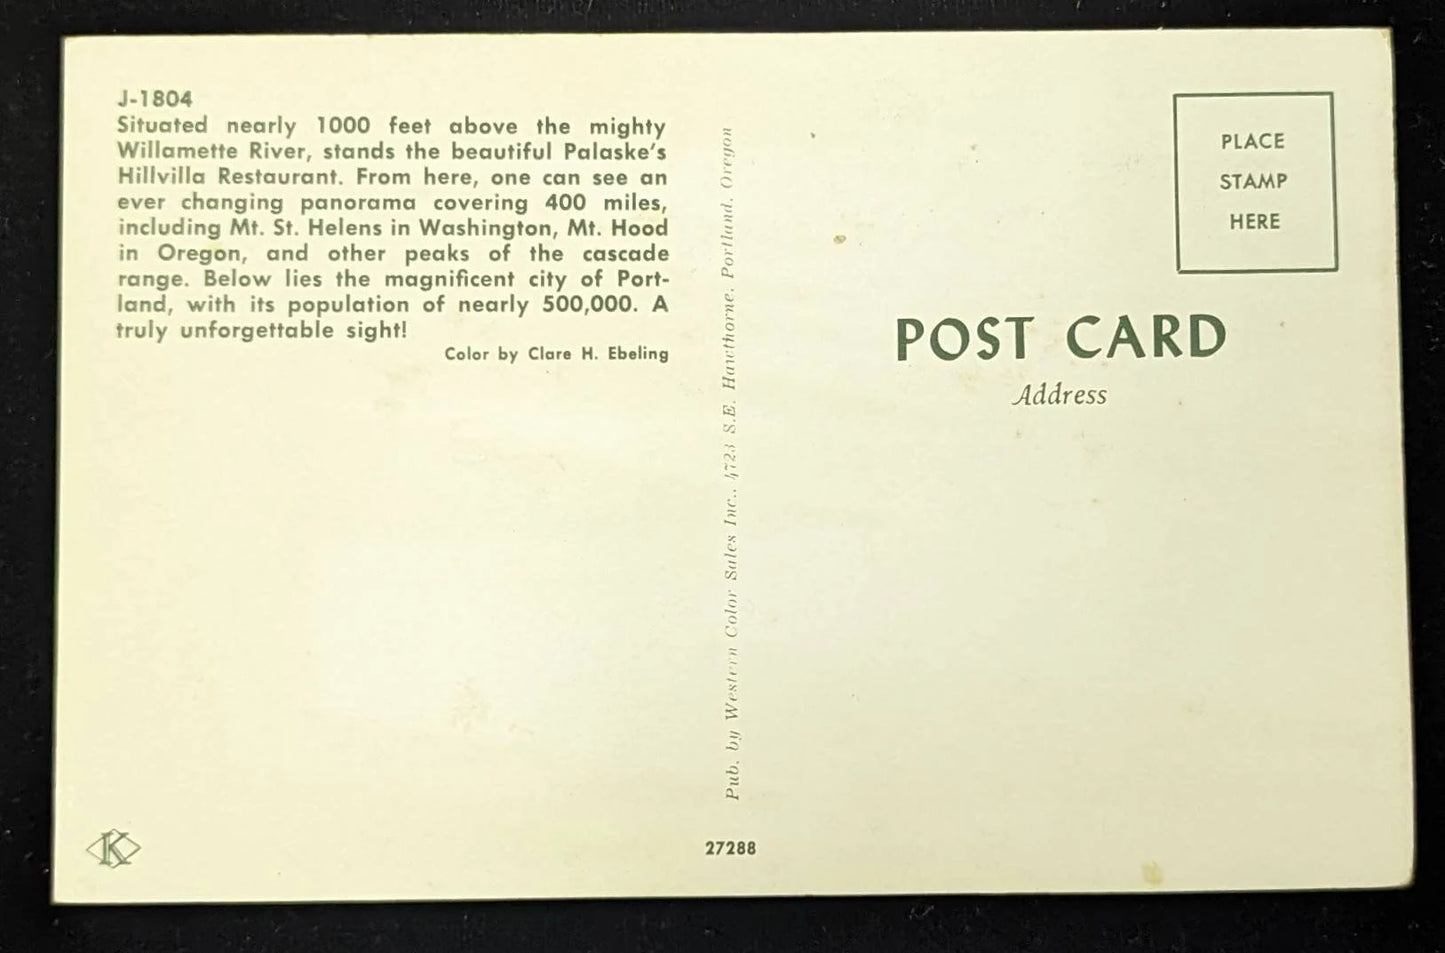 J-1804
Situated nearly 1000 feet above the mighty
Willamette River, stands the beautiful Palaske's
Hillvilla Restaurant. From here, one can see an
ever changing panorama covering 400 miles,
including Mt. St. Helens in Washington, Mt. Hood
in Oregon, and other peaks of the cascade
range. Below lies the magnificent city of Port-
land, with its population of nearly 500,000. A
truly unforgettable sight!
Color by Clare H. Ebeling
Pub. by Western Color Sales Inc., 4723 S.E. Hawthorne, Portland, Oregon
PLACE
STAMP
HERE
POST CARD
Address
K
27288